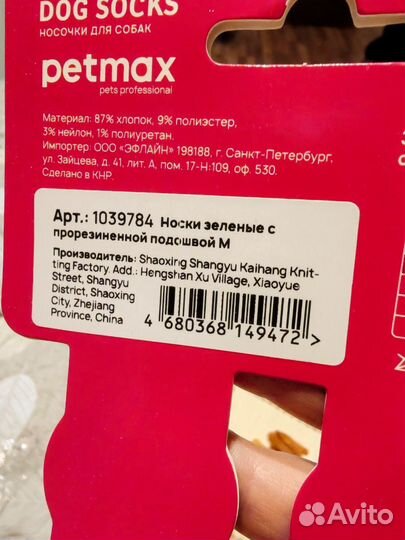 DOG SOCKS
НОСОЧКИ ДЛЯ СОБАК
petmax
pets professional
Материал: 87% хлопок, 9% полиэстер,
3% нейлон, 1% полиуретан.
Импортер: ООО «ЭФЛАЙН» 198188, г. Санкт-Петербург,
ул. Зайцева, д. 41, лит. А, пом. 17-Н: 109, оф. 530.
Сделано в КНР.
Арт.: 1039784 Носки зеленые с
прорезиненной подошвой M
Производитель: Shaoxing Shangyu Kaihang Knit-
ting Factory. Add.: Hengshan Xu Village, Xiaoyue
Street, Shangyu
District, Shaoxing
City, Zhejiang
Province, China
4 680368 149472 >
Avito